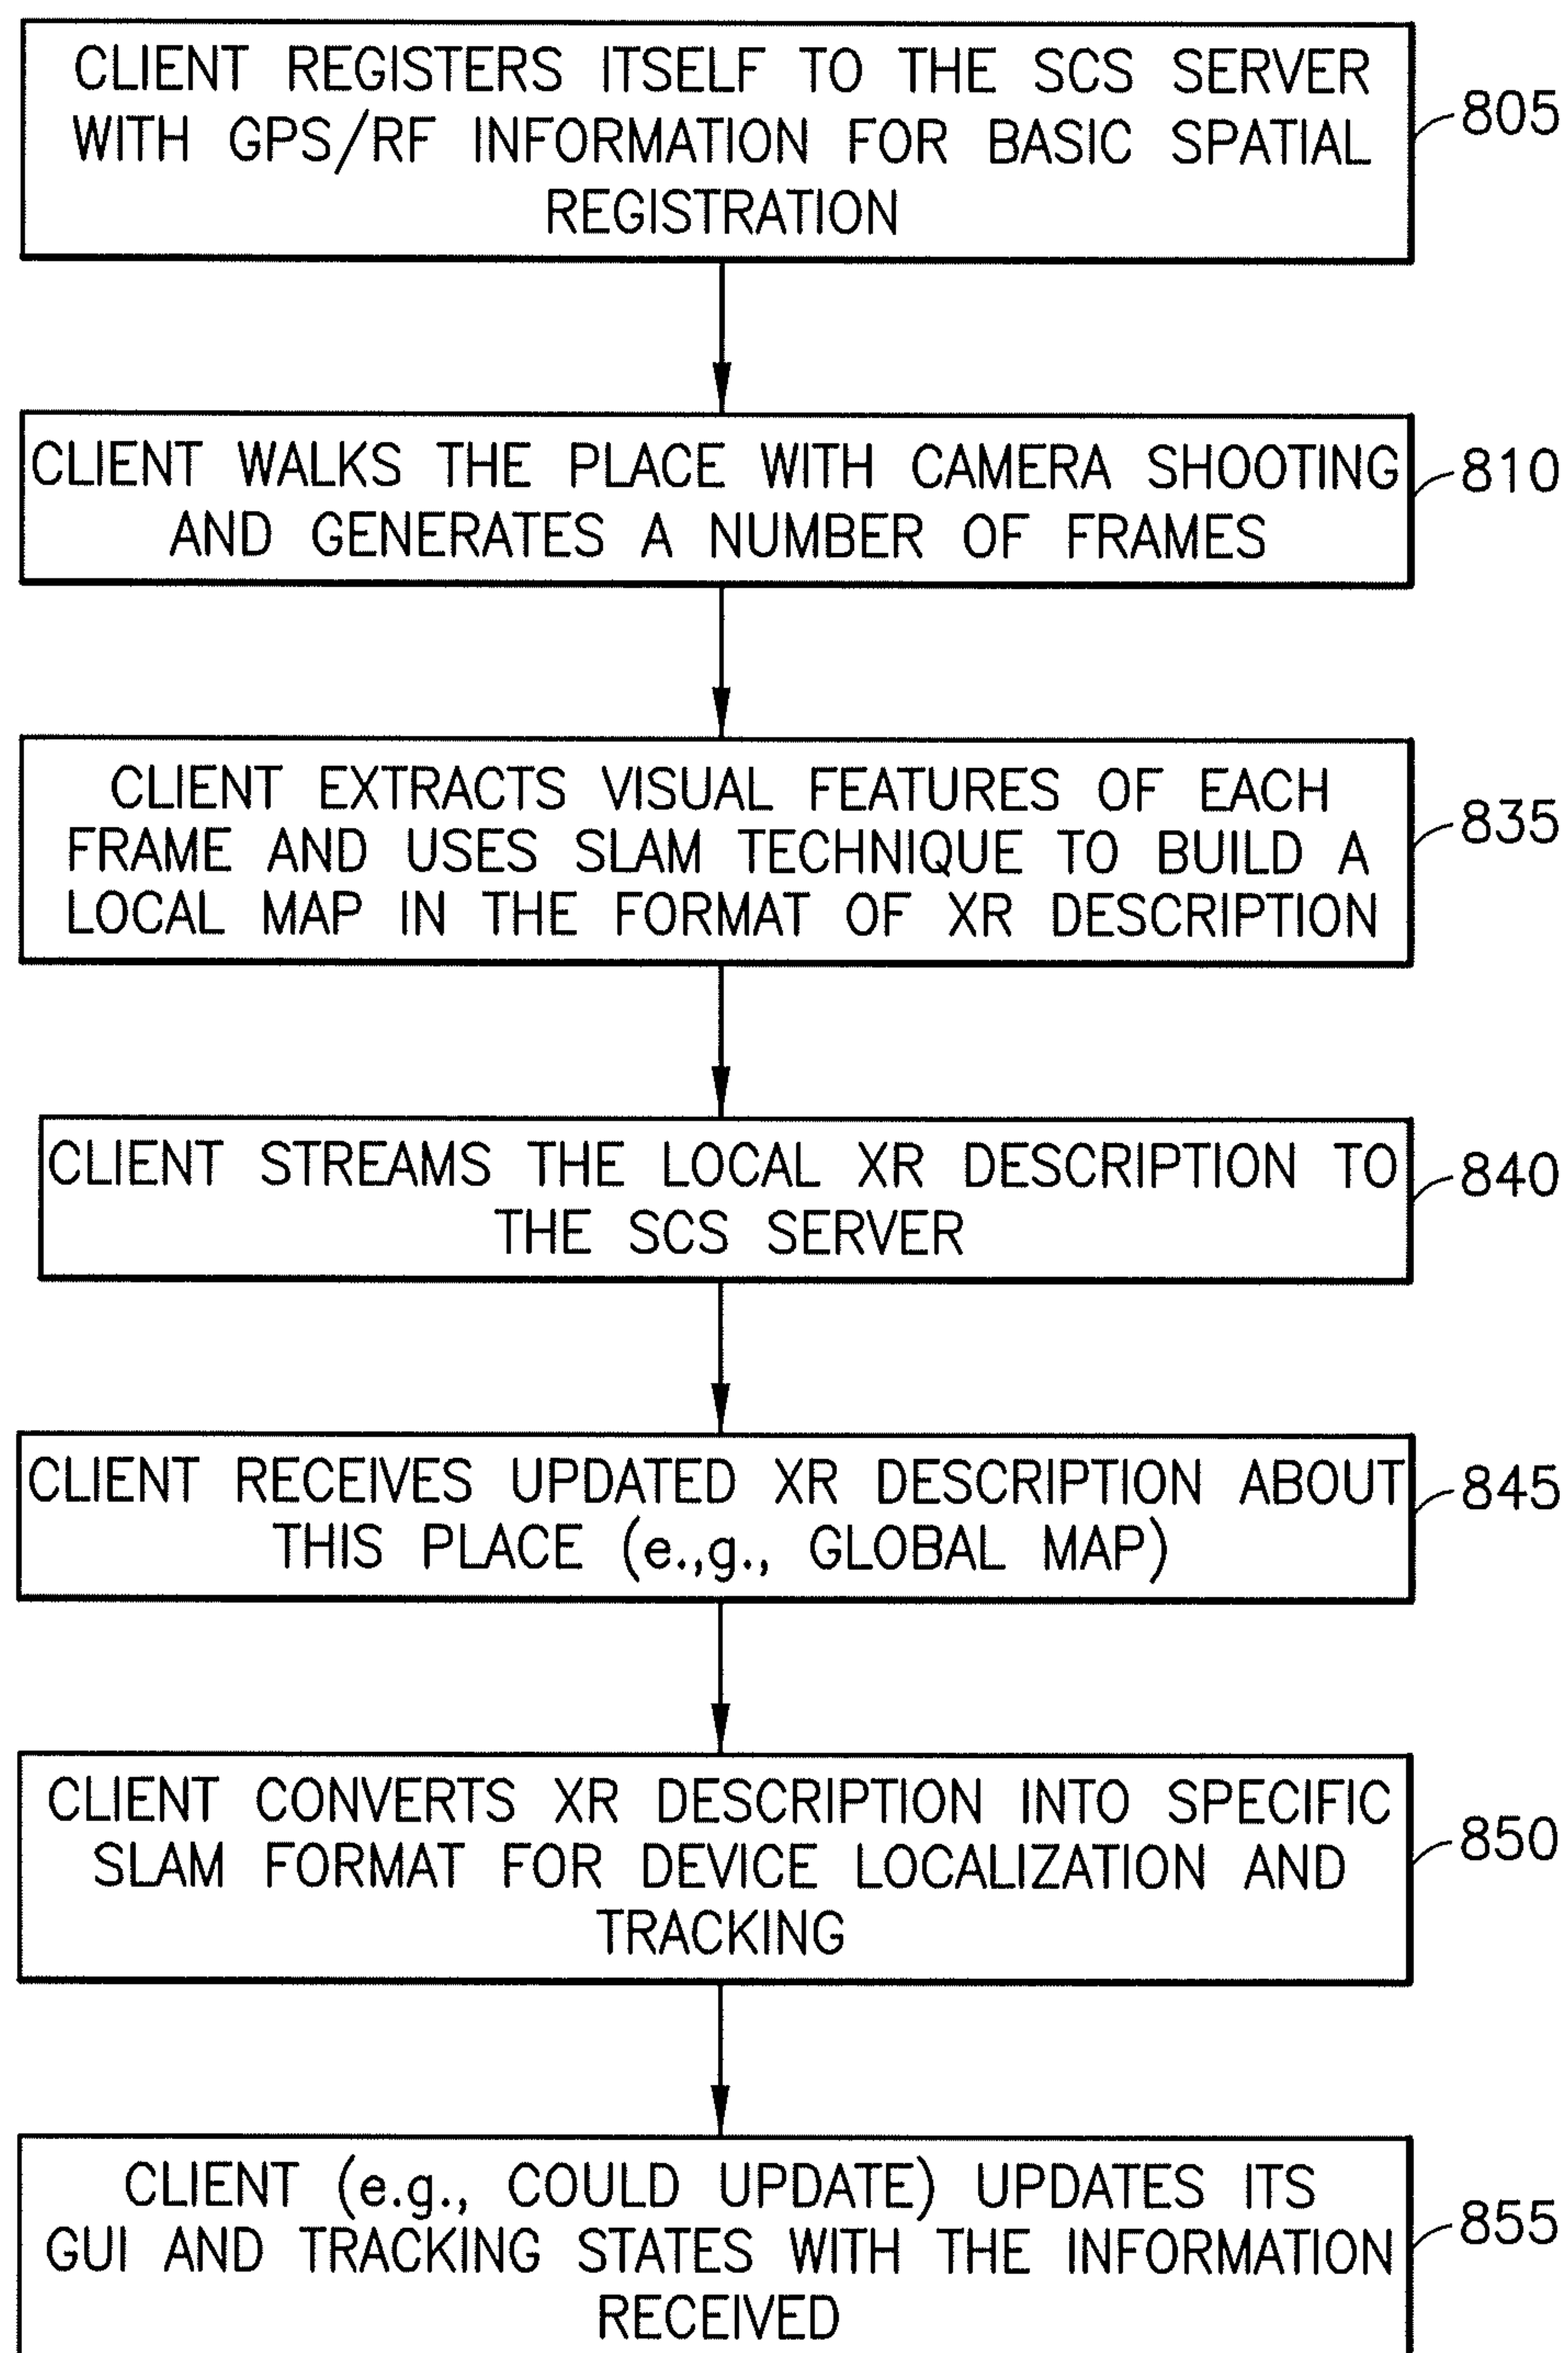 CLIENT REGISTERS ITSELF TO THE SCS SERVER
WITH GPS/RF INFORMATION FOR BASIC SPATIAL
REGISTRATION
805
CLIENT WALKS THE PLACE WITH CAMERA SHOOTING
AND GENERATES A NUMBER OF FRAMES
810
CLIENT EXTRACTS VISUAL FEATURES OF EACH
FRAME AND USES SLAM TECHNIQUE TO BUILD A
LOCAL MAP IN THE FORMAT OF XR DESCRIPTION
835
CLIENT STREAMS THE LOCAL XR DESCRIPTION TO
THE SCS SERVER
840
CLIENT RECEIVES UPDATED XR DESCRIPTION ABOUT
THIS PLACE (e.,g., GLOBAL MAP)
845
CLIENT CONVERTS XR DESCRIPTION INTO SPECIFIC
SLAM FORMAT FOR DEVICE LOCALIZATION AND
TRACKING
850
CLIENT (e.g., COULD UPDATE) UPDATES ITS
GUI AND TRACKING STATES WITH THE INFORMATION
RECEIVED
855